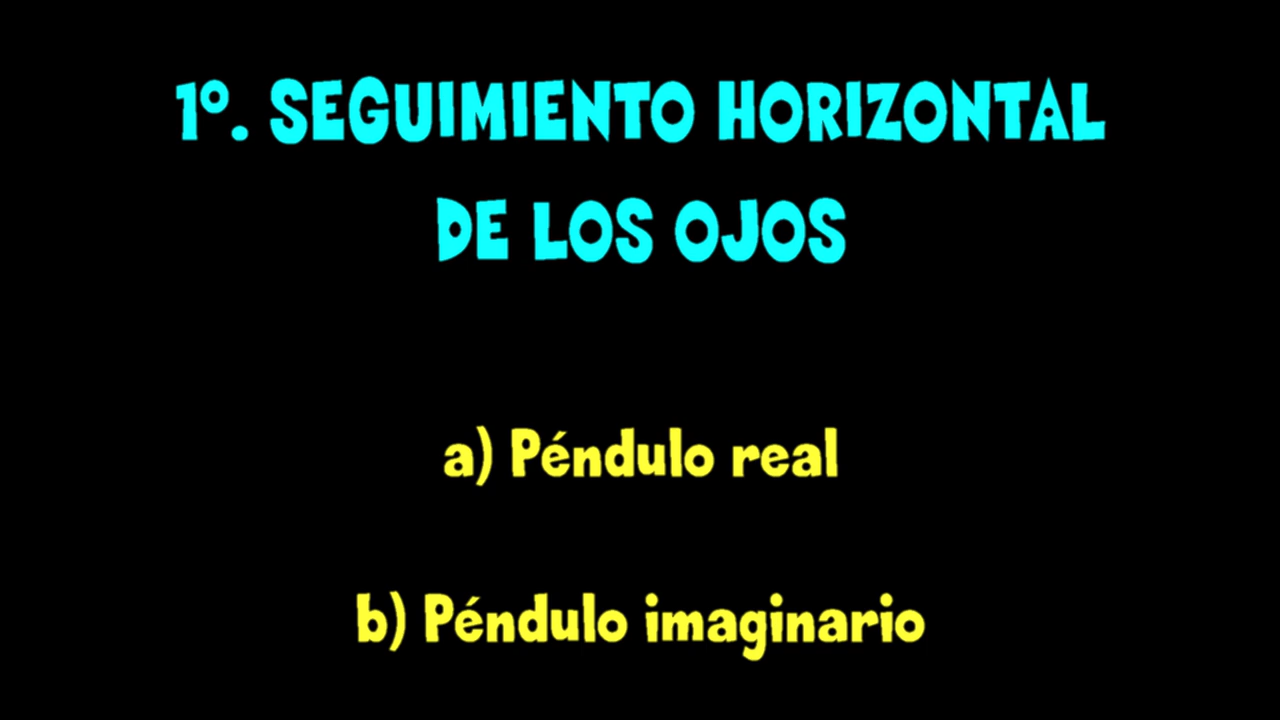 1º. SEGUIMIENTO HORIZONTAL
DE LOS OJOS
a) Péndulo real
b) Péndulo imaginario